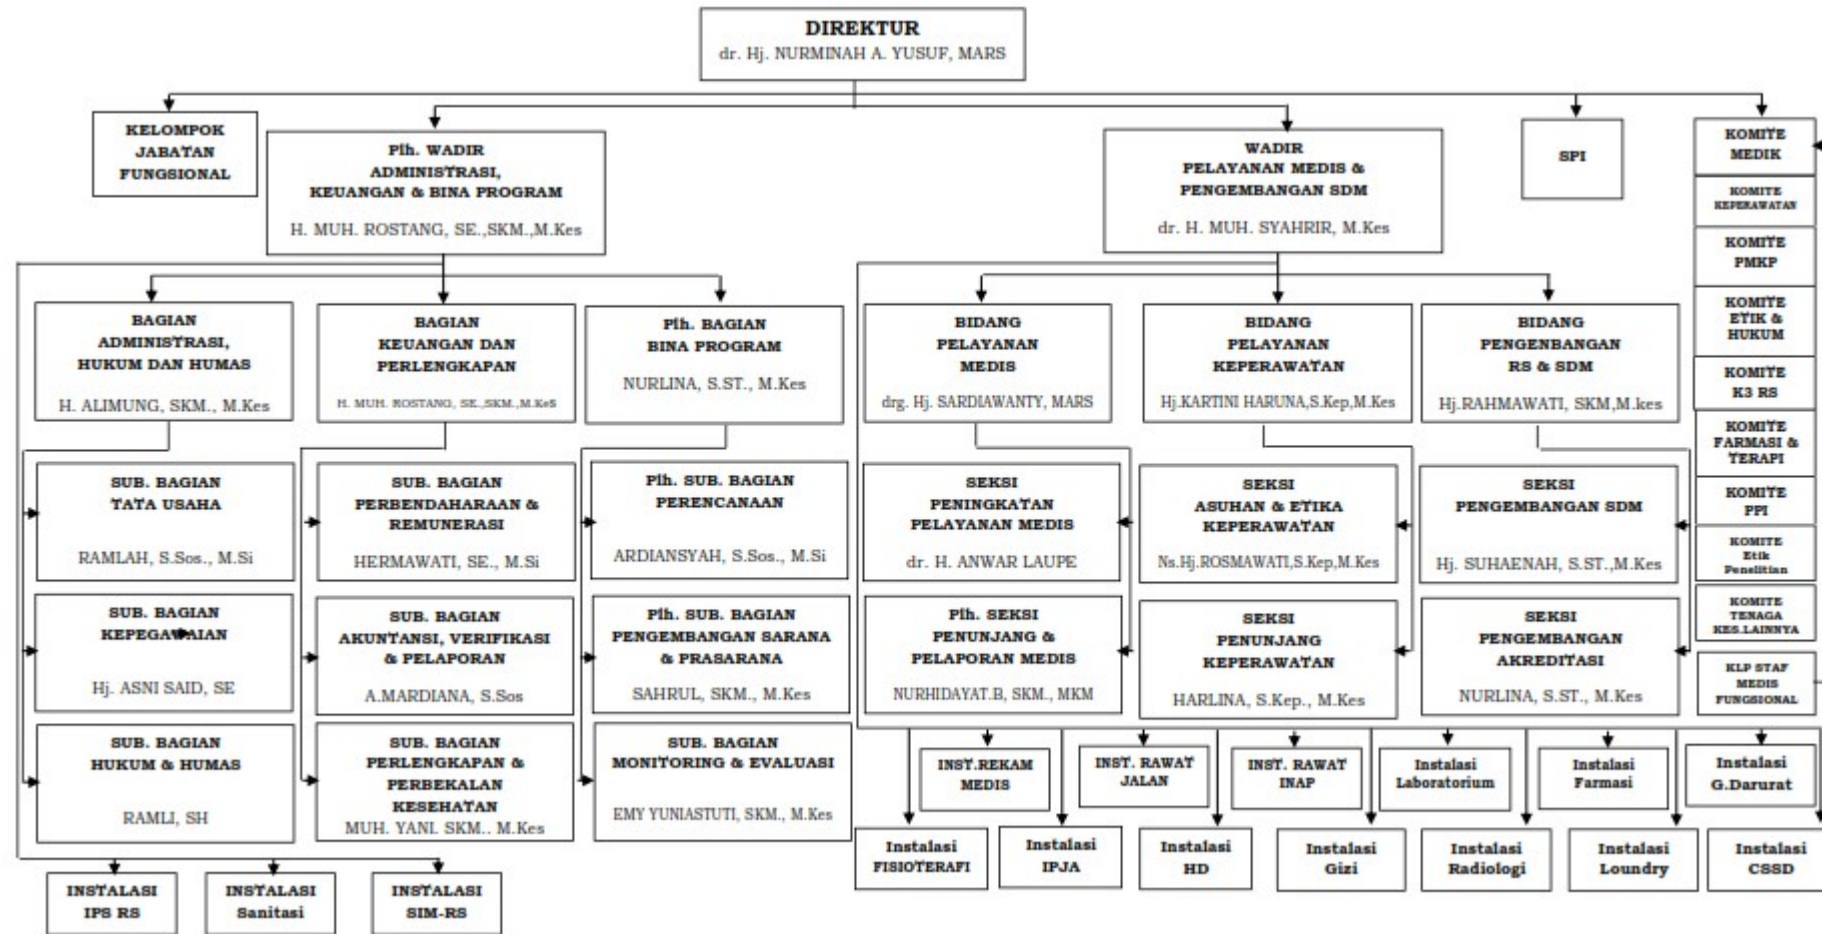 DIREKTUR
dr. Hj. NURMINAH A. YUSUF, MARS
KELOMPOK
JABATAN
FUNGSIONAL
Plh. WADIR
ADMINISTRASI,
KEUANGAN & BINA PROGRAM
H. MUH. ROSTANG, SE.,SKM.,M.Kes
WADIR
PELAYANAN MEDIS &
PENGEMBANGAN SDM
dr. H. MUH. SYAHRIR, M.Kes
SPI
KOMITE
MEDIK
KOMITE
KEPERAWATAN
KOMITE
PMKP
KOMITE
ETIK &
HUKUM
KOMITE
K3 RS
KOMITE
FARMASI &
TERAPI
KOMITE
PPI
KOMITE
Etik
Penelitian
KOMITE
TENAGA
KES.LAINNYA
KLP STAF
MEDIS
FUNGSIONAL
BAGIAN
ADMINISTRASI,
HUKUM DAN HUMAS
H. ALIMUNG, SKM., M.Kes
BAGIAN
KEUANGAN DAN
PERLENGKAPAN
H. MUH. ROSTANG, SE.,SKM.,M.KeS
Plh. BAGIAN
BINA PROGRAM
NURLINA, S.ST., M.Kes
BIDANG
PELAYANAN
MEDIS
drg. Hj. SARDIAWANTY, MARS
BIDANG
PELAYANAN
KEPERAWATAN
Hj.KARTINI HARUNA,S.Kep,M.Kes
BIDANG
PENGENBANGAN
RS & SDM
Hj.RAHMAWATI, SKM,M.kes
SUB. BAGIAN
TATA USAHA
RAMLAH, S.Sos., M.Si
SUB. BAGIAN
PERBENDAHARAAN &
REMUNERASI
HERMAWATI, SE., M.Si
Plh. SUB. BAGIAN
PERENCANAAN
ARDIANSYAH, S.Sos., M.Si
SEKSI
PENINGKATAN
PELAYANAN MEDIS
dr. H. ANWAR LAUPE
SEKSI
ASUHAN & ETIKA
KEPERAWATAN
Ns.Hj.ROSMAWATI,S.Kep,M.Kes
SEKSI
PENGEMBANGAN SDM
Hj. SUHAENAH, S.ST.,M.Kes
SUB. BAGIAN
KEPEGAWAIAN
Hj. ASNI SAID, SE
SUB. BAGIAN
AKUNTANSI, VERIFIKASI
& PELAPORAN
A.MARDIANA, S.Sos
Plh. SUB. BAGIAN
PENGEMBANGAN SARANA
& PRASARANA
SAHRUL, SKM., M.Kes
Plh. SEKSI
PENUNJANG &
PELAPORAN MEDIS
NURHIDAYAT.B, SKM., MKM
SEKSI
PENUNJANG
KEPERAWATAN
HARLINA, S.Kep., M.Kes
SEKSI
PENGEMBANGAN
AKREDITASI
NURLINA, S.ST., M.Kes
SUB. BAGIAN
HUKUM & HUMAS
RAMLI, SH
SUB. BAGIAN
PERLENGKAPAN &
PERBEKALAN
KESEHATAN
MUH. YANI. SKM.. M.Kes
SUB. BAGIAN
MONITORING & EVALUASI
EMY YUNIASTUTI, SKM., M.Kes
INST.REKAM
MEDIS
INST. RAWAT
JALAN
INST. RAWAT
INAP
Instalasi
Laboratorium
Instalasi
Farmasi
Instalasi
G.Darurat
Instalasi
FISIOTERAFI
Instalasi
IPJA
Instalasi
HD
Instalasi
Gizi
Instalasi
Radiologi
Instalasi
Loundry
Instalasi
CSSD
INSTALASI
IPS RS
INSTALASI
Sanitasi
INSTALASI
SIM-RS